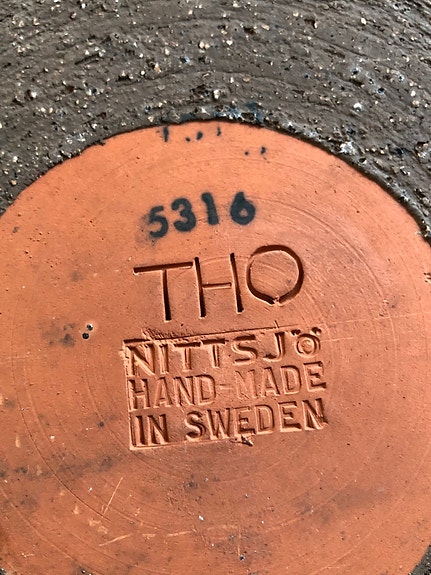 5316
THO
NITTSJÖ
HAND-MADE
IN SWEDEN